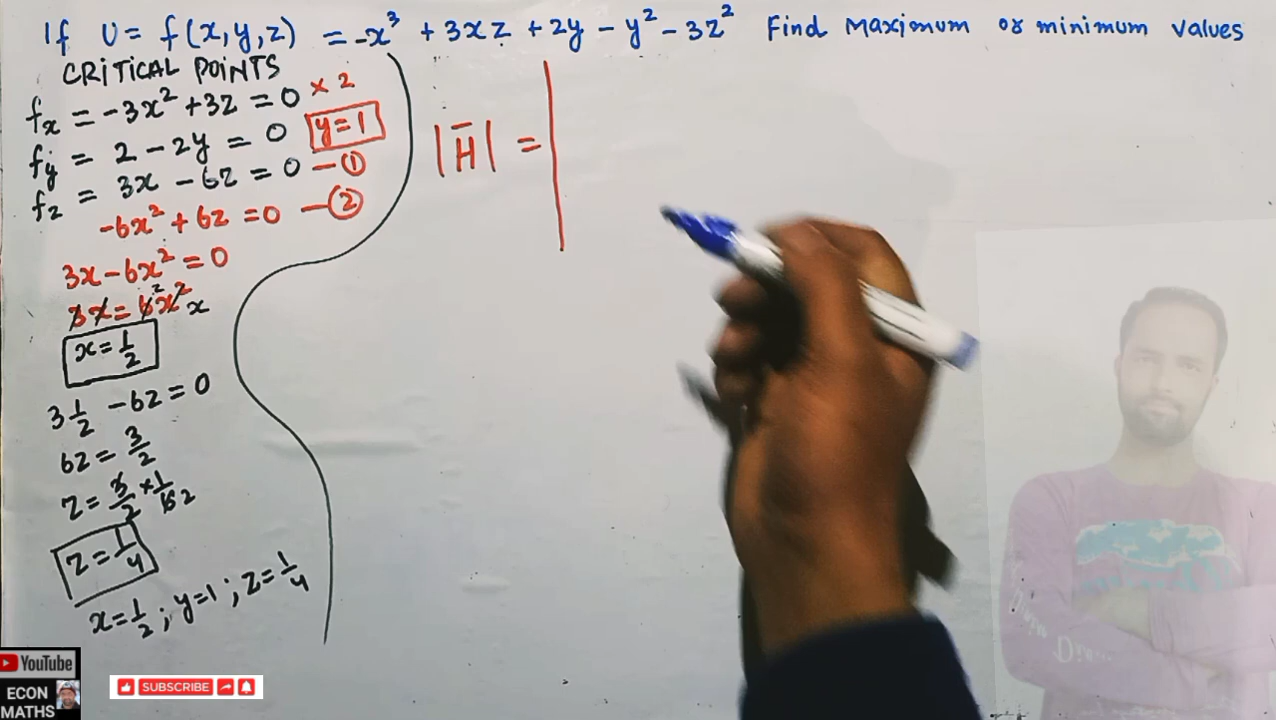 If U = f(x,y,z) = -x³ + 3xz + 2y - y² - 3z² Find Maximum or minimum values
CRITICAL POINTS
fx = -3x² + 3z = 0 × 2
fy = 2 - 2y = 0 y=1
fz = 3x - 6z = 0 - ①
-6x² + 6z = 0 - ②
3x - 6x² = 0
3x = 6²x² x
x = 1/2
3 1/2 - 6z = 0
6z = 3/2
z = 3/2 × 1/6 2
z = 1/4
x = 1/2 ; y=1 ; z = 1/4
|H̄| =
YouTube
ECON
MATHS
SUBSCRIBE